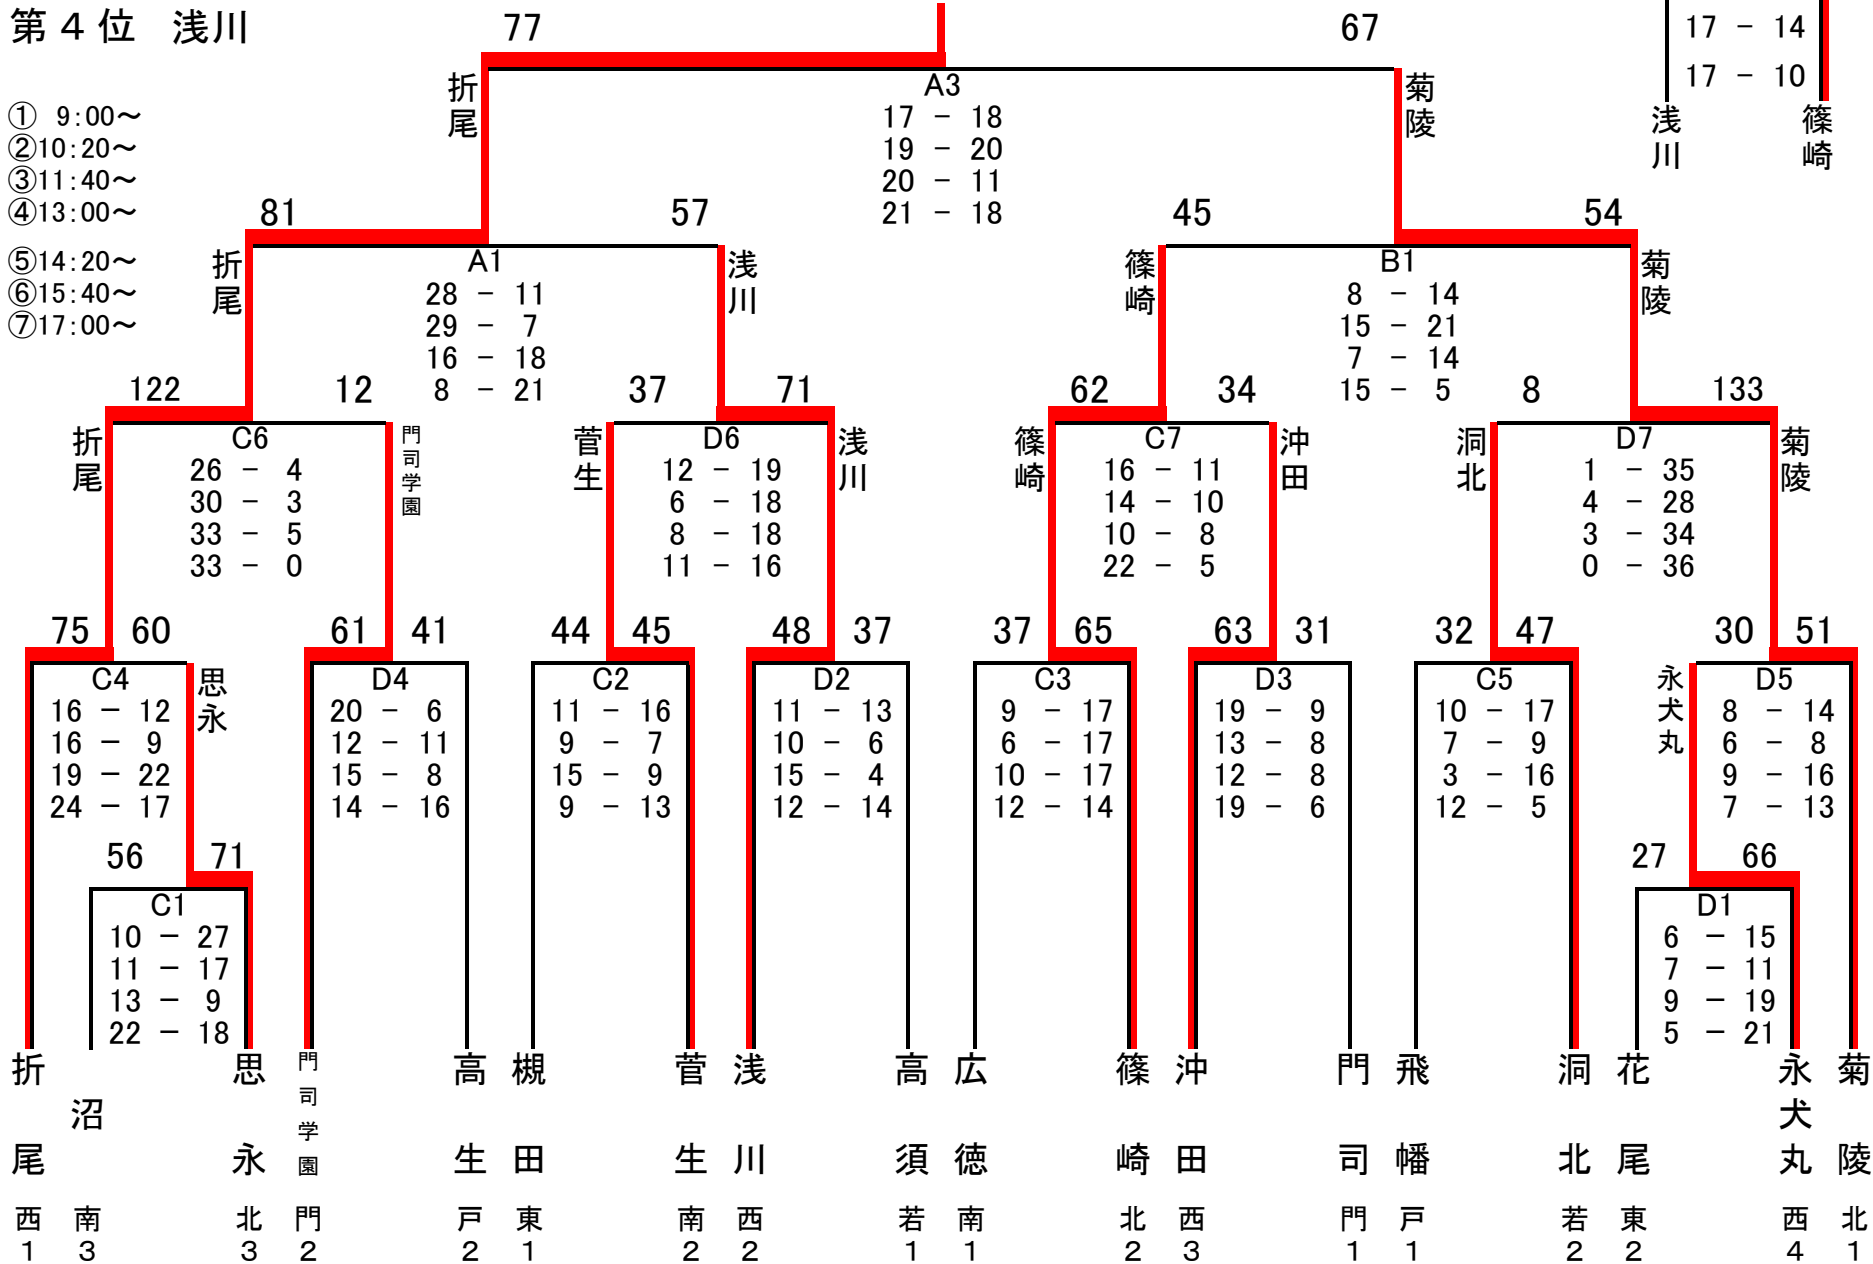 第４位　浅川
77　67
17 － 14
17 － 10
浅川　篠崎
① 9:00～
②10:20～
③11:40～
④13:00～
⑤14:20～
⑥15:40～
⑦17:00～
折尾　A3　菊陵
17 － 18
19 － 20
20 － 11
21 － 18
81　57　45　54
折尾　A1　浅川
28 － 11
29 － 7
16 － 18
8 － 21
篠崎　B1　菊陵
8 － 14
15 － 21
7 － 14
15 － 5
122　12　37　71　62　34　8　133
折尾　C6　門司学園
26 － 4
30 － 3
33 － 5
33 － 0
菅生　D6　浅川
12 － 19
6 － 18
8 － 18
11 － 16
篠崎　C7　沖田
16 － 11
14 － 10
10 － 8
22 － 5
洞北　D7　菊陵
1 － 35
4 － 28
3 － 34
0 － 36
75　60　61　41　44　45　48　37　37　65　63　31　32　47　30　51
C4　思永
16 － 12
16 － 9
19 － 22
24 － 17
D4
20 － 6
12 － 11
15 － 8
14 － 16
C2
11 － 16
9 － 7
15 － 9
9 － 13
D2
11 － 13
10 － 6
15 － 4
12 － 14
C3
9 － 17
6 － 17
10 － 17
12 － 14
D3
19 － 9
13 － 8
12 － 8
19 － 6
C5
10 － 17
7 － 9
3 － 16
12 － 5
永犬丸　D5
8 － 14
6 － 8
9 － 16
7 － 13
56　71
C1
10 － 27
11 － 17
13 － 9
22 － 18
27　66
D1
6 － 15
7 － 11
9 － 19
5 － 21
折尾　沼　思永　門司学園　高生　槻田　菅生　浅川　高須　広徳　篠崎　沖田　門司　飛幡　洞北　花尾　永犬丸　菊陵
西１　南３　北３　門２　戸２　東１　南２　西２　若１　南１　北２　西３　門１　戸１　若２　東２　西４　北１